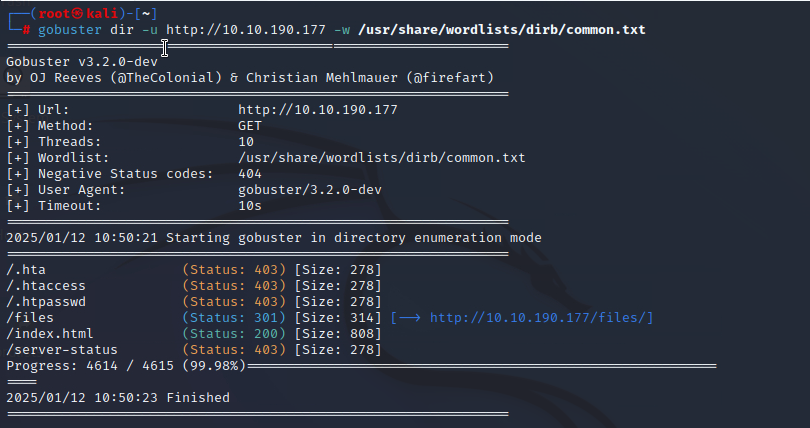 ┌──(root㉿kali)-[~]
└─# gobuster dir -u http://10.10.190.177 -w /usr/share/wordlists/dirb/common.txt
===============================================================
Gobuster v3.2.0-dev
by OJ Reeves (@TheColonial) & Christian Mehlmauer (@firefart)
===============================================================
[+] Url:                     http://10.10.190.177
[+] Method:                  GET
[+] Threads:                 10
[+] Wordlist:                /usr/share/wordlists/dirb/common.txt
[+] Negative Status codes:   404
[+] User Agent:              gobuster/3.2.0-dev
[+] Timeout:                 10s
===============================================================
2025/01/12 10:50:21 Starting gobuster in directory enumeration mode
===============================================================
/.hta                 (Status: 403) [Size: 278]
/.htaccess            (Status: 403) [Size: 278]
/.htpasswd            (Status: 403) [Size: 278]
/files                (Status: 301) [Size: 314] [--> http://10.10.190.177/files/]
/index.html           (Status: 200) [Size: 808]
/server-status        (Status: 403) [Size: 278]
Progress: 4614 / 4615 (99.98%)===========================================================
====
2025/01/12 10:50:23 Finished
===============================================================